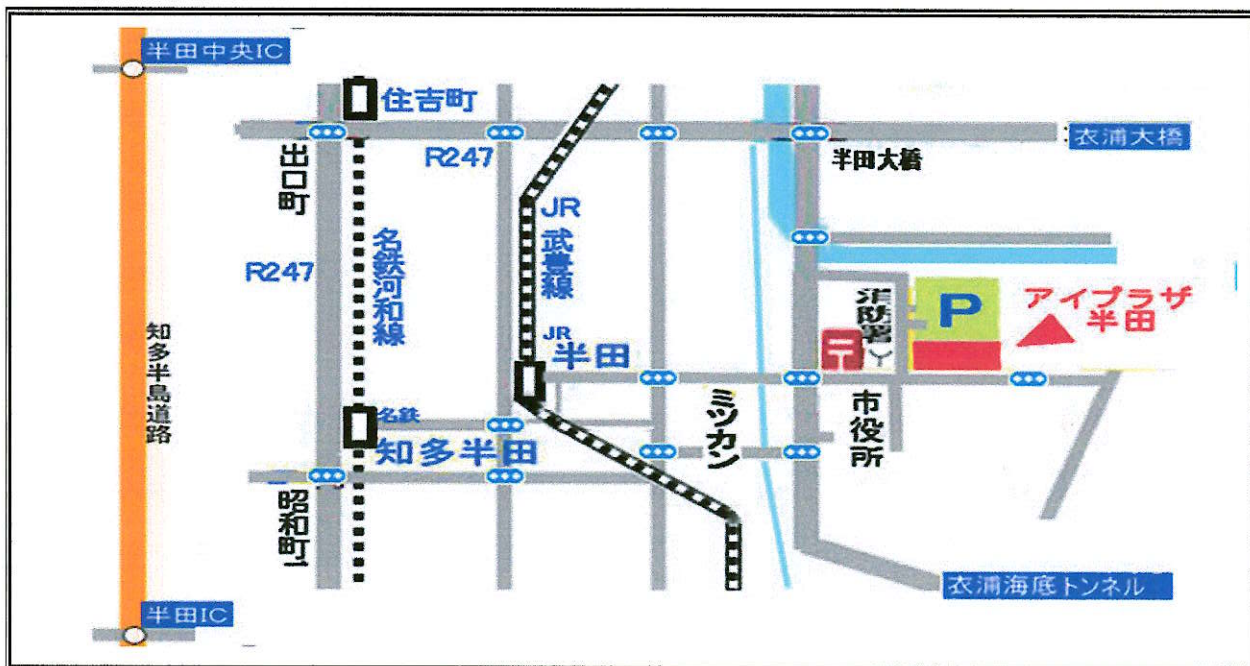 半田中央IC
住吉町
R247
衣浦大橋
半田大橋
出口町
JR
武豊線
R247
名鉄河和線
知多半島道路
消防署
P
アイプラザ
半田
JR
半田
〒
Y
名鉄
知多半田
ミツカン
市役所
昭和町1
衣浦海底トンネル
半田IC